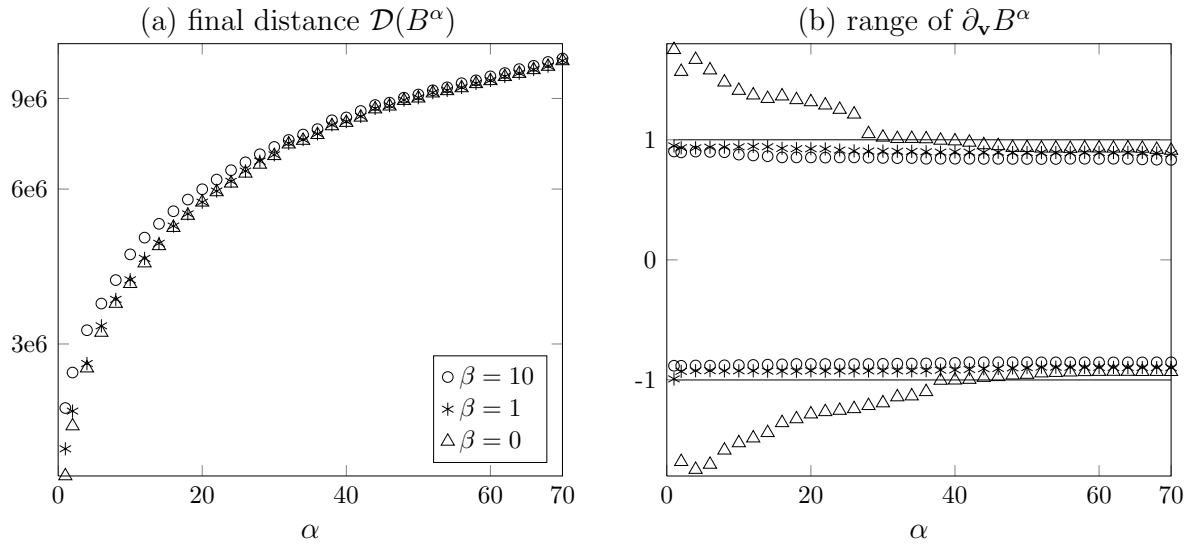 (a) final distance 𝒟(B^α)
9e6
6e6
3e6
β = 10
β = 1
β = 0
0 20 40 60 70
α
(b) range of ∂_𝐯B^α
1
0
-1
0 20 40 60 70
α